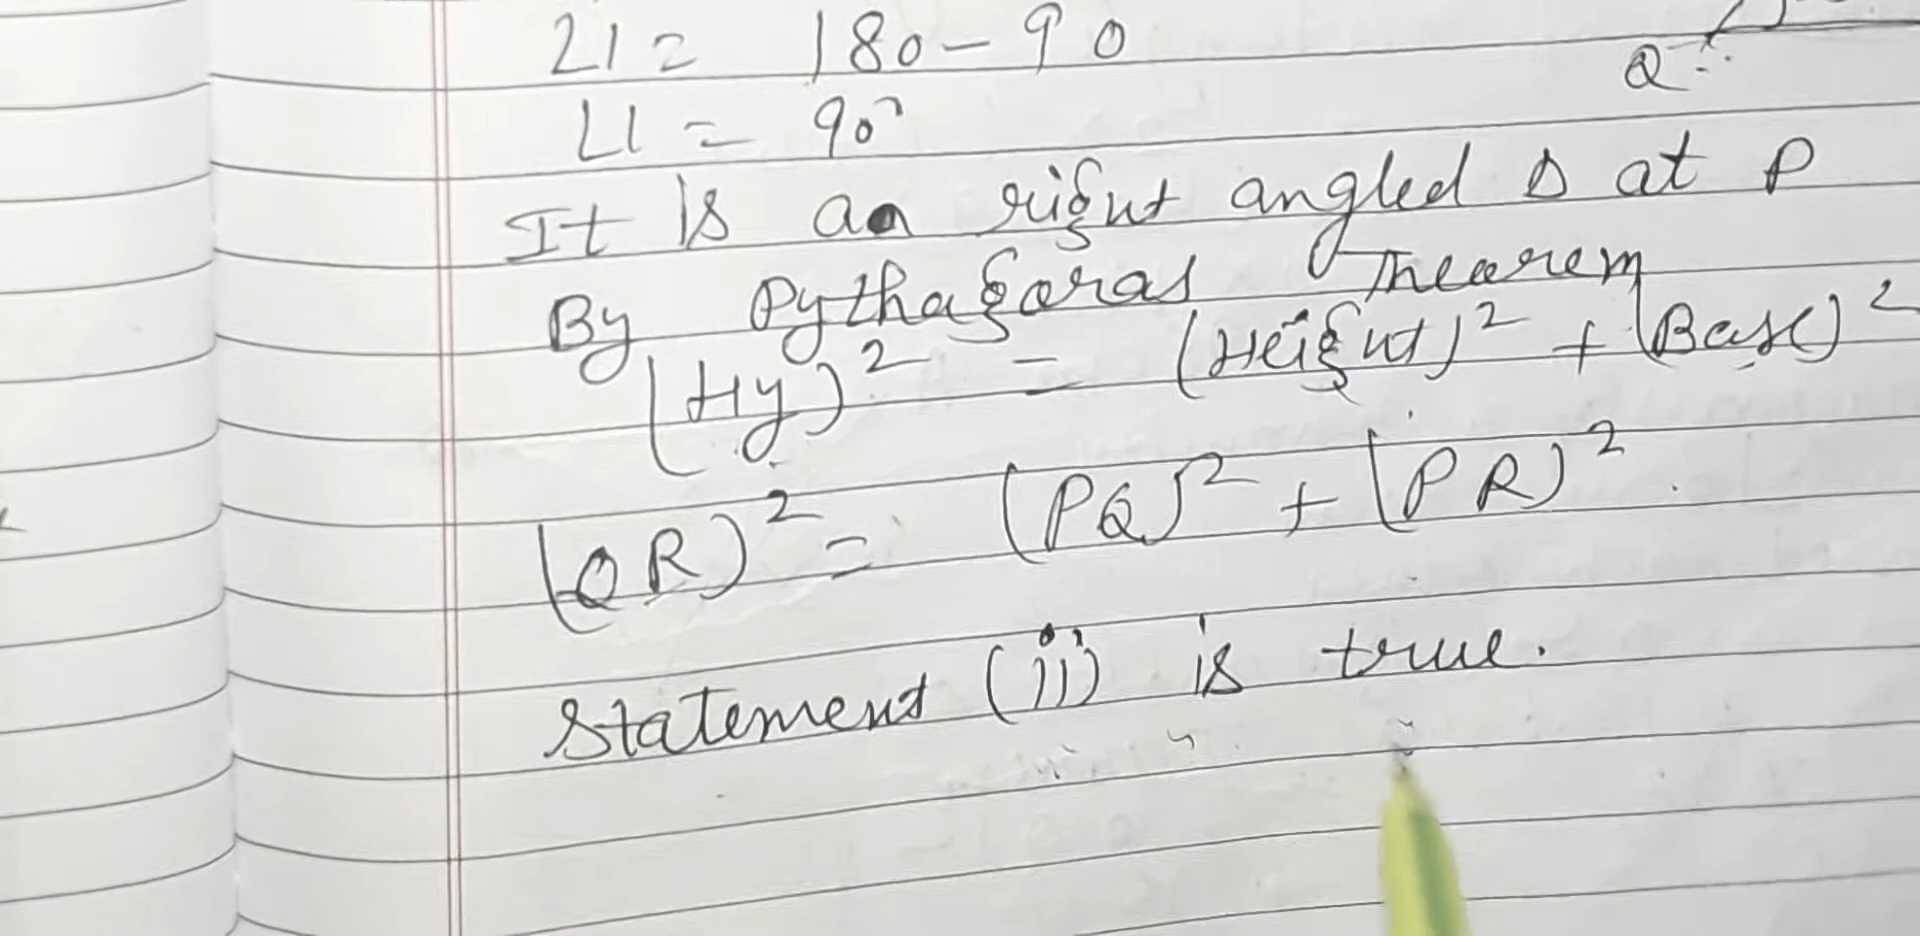 ∠1 = 180 - 90
∠1 = 90°
Q
It is an right angled Δ at P
By Pythagoras Thearem
(Hy)² = (Height)² + (Base)²
(QR)² = (PQ)² + (PR)²
Statement (ii) is true.